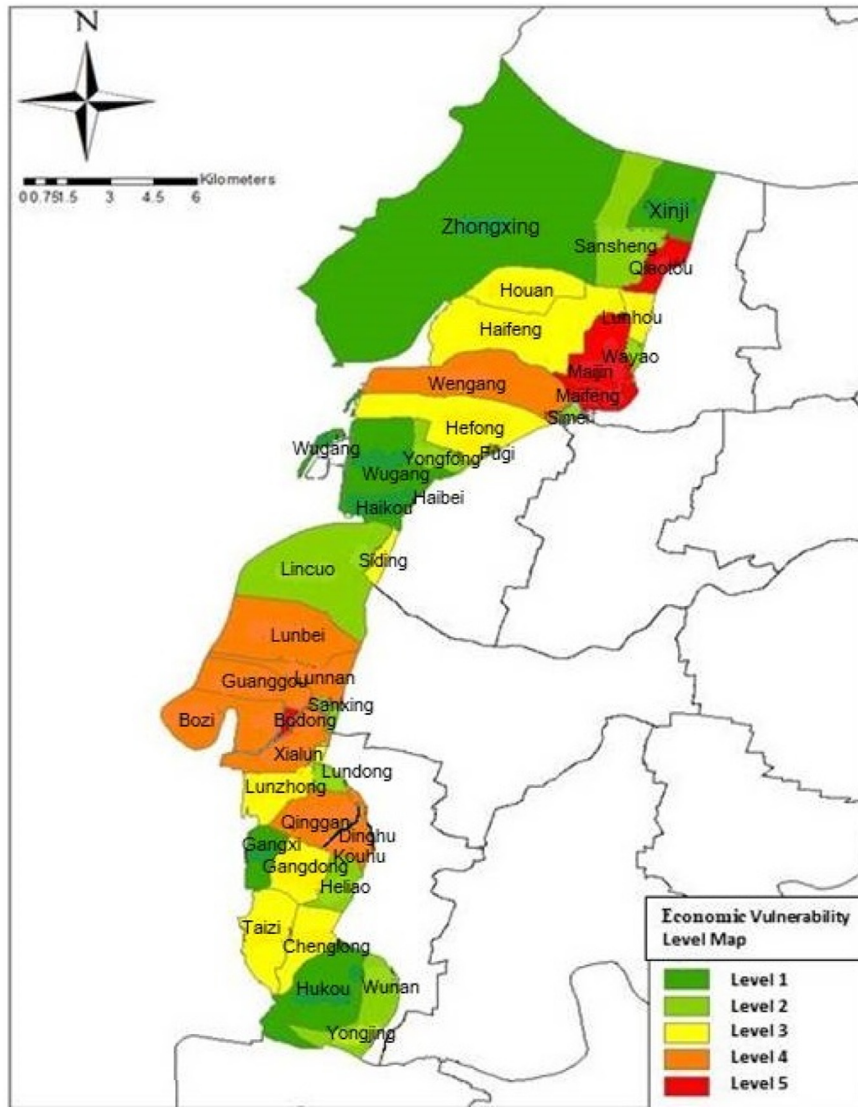 N
Kilometers
0 0.75 1.5 3 4.5 6
Zhongxing
Xinji
Sansheng
Qiaotou
Houan
Haifeng
Lunhou
Wayao
Maijin
Wengang
Maifeng
Simei
Hefong
Wugang
Yongfong
Fugi
Wugang
Haibei
Haikou
Siding
Lincuo
Lunbei
Guanggou
Lunnan
Sanxing
Bozi
Bodong
Xialun
Lundong
Lunzhong
Qinggan
Dinghu
Gangxi
Kouhu
Gangdong
Heliao
Taizi
Chenglong
Hukou
Wunan
Yongjing
Economic Vulnerability
Level Map
Level 1
Level 2
Level 3
Level 4
Level 5